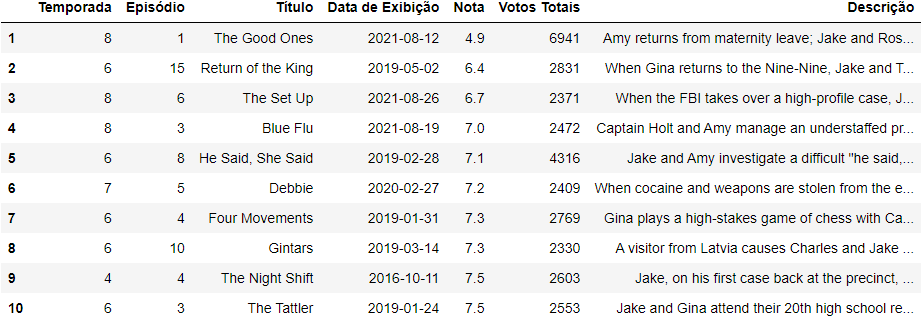 Temporada Episódio Título Data de Exibição Nota Votos Totais Descrição
1 8 1 The Good Ones 2021-08-12 4.9 6941 Amy returns from maternity leave; Jake and Ros...
2 6 15 Return of the King 2019-05-02 6.4 2831 When Gina returns to the Nine-Nine, Jake and T...
3 8 6 The Set Up 2021-08-26 6.7 2371 When the FBI takes over a high-profile case, J...
4 8 3 Blue Flu 2021-08-19 7.0 2472 Captain Holt and Amy manage an understaffed pr...
5 6 8 He Said, She Said 2019-02-28 7.1 4316 Jake and Amy investigate a difficult "he said,...
6 7 5 Debbie 2020-02-27 7.2 2409 When cocaine and weapons are stolen from the e...
7 6 4 Four Movements 2019-01-31 7.3 2769 Gina plays a high-stakes game of chess with Ca...
8 6 10 Gintars 2019-03-14 7.3 2330 A visitor from Latvia causes Charles and Jake ...
9 4 4 The Night Shift 2016-10-11 7.5 2603 Jake, on his first case back at the precinct, ...
10 6 3 The Tattler 2019-01-24 7.5 2553 Jake and Gina attend their 20th high school re...